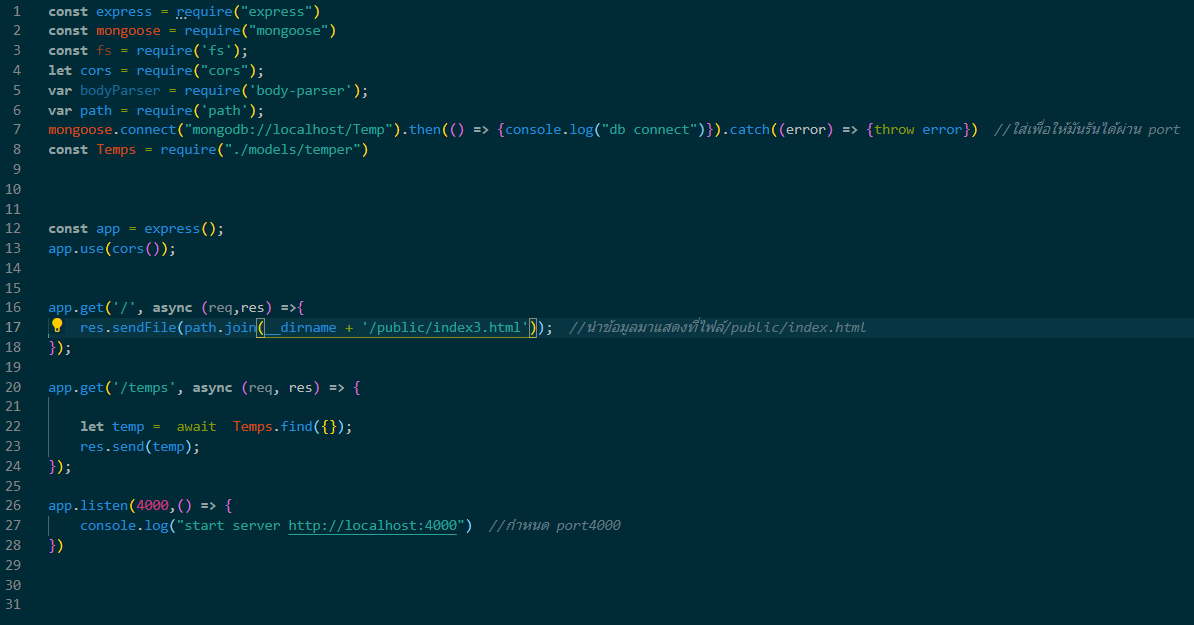 1 const express = require("express")
2 const mongoose = require("mongoose")
3 const fs = require('fs');
4 let cors = require("cors");
5 var bodyParser = require('body-parser');
6 var path = require('path');
7 mongoose.connect("mongodb://localhost/Temp").then(() => {console.log("db connect")}).catch((error) => {throw error}) //ใส่เพื่อให้มันรันได้ผ่าน port
8 const Temps = require("./models/temper")
9
10
11
12 const app = express();
13 app.use(cors());
14
15
16 app.get('/', async (req,res) =>{
17 res.sendFile(path.join(__dirname + '/public/index3.html')); //นำข้อมูลมาแสดงที่ไฟล์/public/index.html
18 });
19
20 app.get('/temps', async (req, res) => {
21
22 let temp = await Temps.find({});
23 res.send(temp);
24 });
25
26 app.listen(4000,() => {
27 console.log("start server http://localhost:4000") //กำหนด port4000
28 })
29
30
31